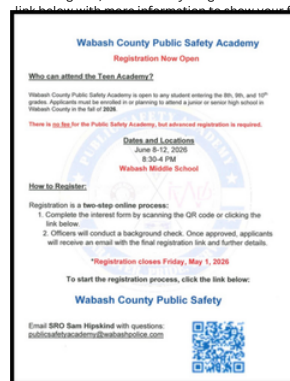 link below with more information to show your
Wabash County Public Safety Academy
Registration Now Open
Who can attend the Teen Academy?
Wabash County Public Safety Academy is open to any student entering the 8th, 9th, and 10th
grades. Applicants must be enrolled in or planning to attend a junior or senior high school in
Wabash County in the fall of 2026.
There is no fee for the Public Safety Academy, but advanced registration is required.
Dates and Locations
June 8-12, 2026
8:30-4 PM
Wabash Middle School
How to Register:
Registration is a two-step online process:
1. Complete the interest form by scanning the QR code or clicking the
link below.
2. Officers will conduct a background check. Once approved, applicants
will receive an email with the final registration link and further details.
*Registration closes Friday, May 1, 2026
To start the registration process, click the link below:
Wabash County Public Safety
Email SRO Sam Hipskind with questions:
publicsafetyacademy@wabashpolice.com